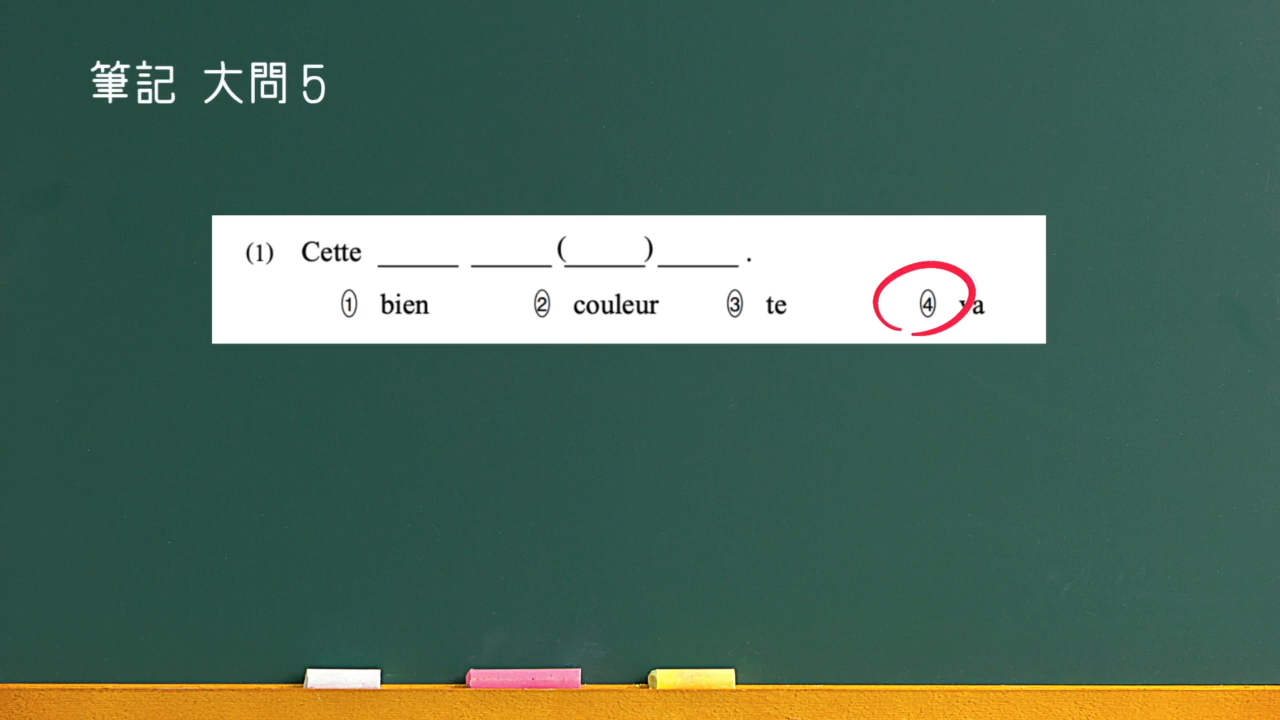 筆記 大問5
(1) Cette ______ ______ (______) ______ .
① bien ② couleur ③ te ④ va